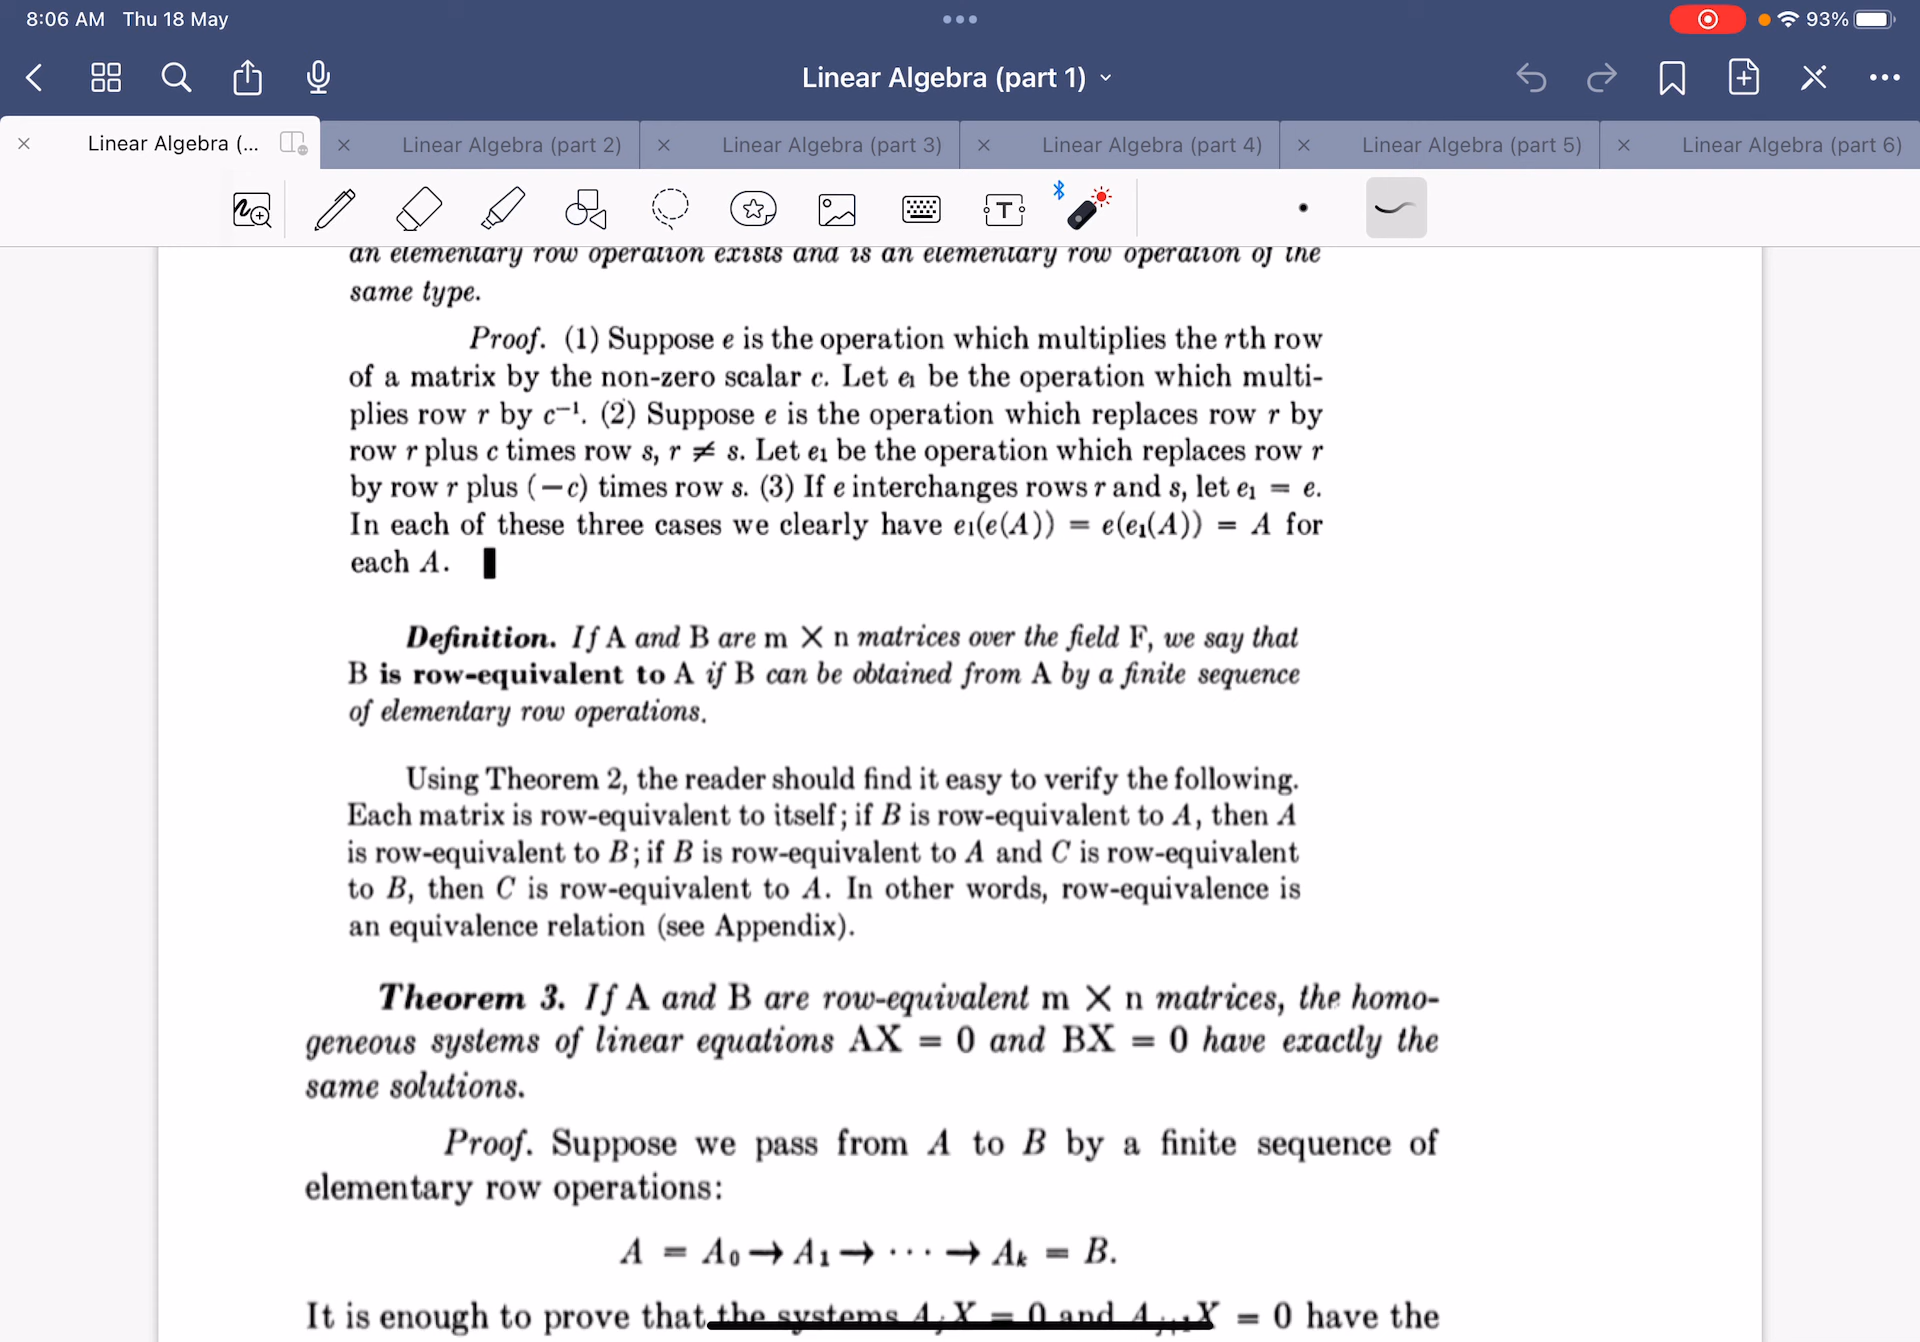 8:06 AM Thu 18 May
93%
Linear Algebra (part 1)
Linear Algebra (...
Linear Algebra (part 2)
Linear Algebra (part 3)
Linear Algebra (part 4)
Linear Algebra (part 5)
Linear Algebra (part 6)
an elementary row operation exists and is an elementary row operation of the
same type.
Proof. (1) Suppose e is the operation which multiplies the rth row
of a matrix by the non-zero scalar c. Let e₁ be the operation which multi-
plies row r by c⁻¹. (2) Suppose e is the operation which replaces row r by
row r plus c times row s, r ≠ s. Let e₁ be the operation which replaces row r
by row r plus (−c) times row s. (3) If e interchanges rows r and s, let e₁ = e.
In each of these three cases we clearly have e₁(e(A)) = e(e₁(A)) = A for
each A. ▌
Definition. If A and B are m × n matrices over the field F, we say that
B is row-equivalent to A if B can be obtained from A by a finite sequence
of elementary row operations.
Using Theorem 2, the reader should find it easy to verify the following.
Each matrix is row-equivalent to itself; if B is row-equivalent to A, then A
is row-equivalent to B; if B is row-equivalent to A and C is row-equivalent
to B, then C is row-equivalent to A. In other words, row-equivalence is
an equivalence relation (see Appendix).
Theorem 3. If A and B are row-equivalent m × n matrices, the homo-
geneous systems of linear equations AX = 0 and BX = 0 have exactly the
same solutions.
Proof. Suppose we pass from A to B by a finite sequence of
elementary row operations:
A = A₀ → A₁ → ⋯ → Aₖ = B.
It is enough to prove that the systems AⱼX = 0 and Aⱼ₊₁X = 0 have the